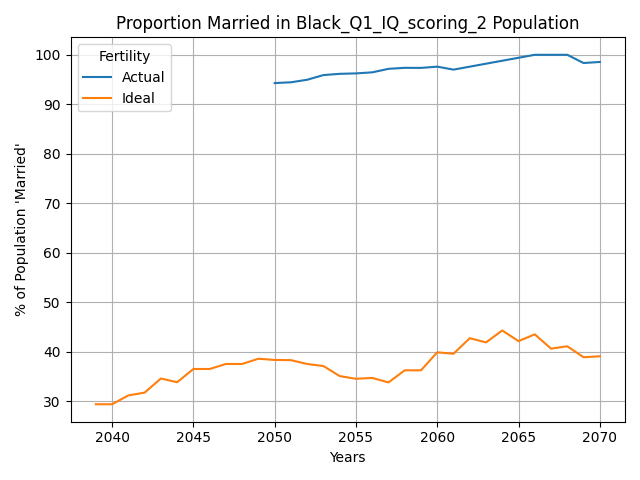 Proportion Married in Black_Q1_IQ_scoring_2 Population
Fertility
Actual
Ideal
100
90
80
70
60
50
40
30
% of Population 'Married'
2040 2045 2050 2055 2060 2065 2070
Years